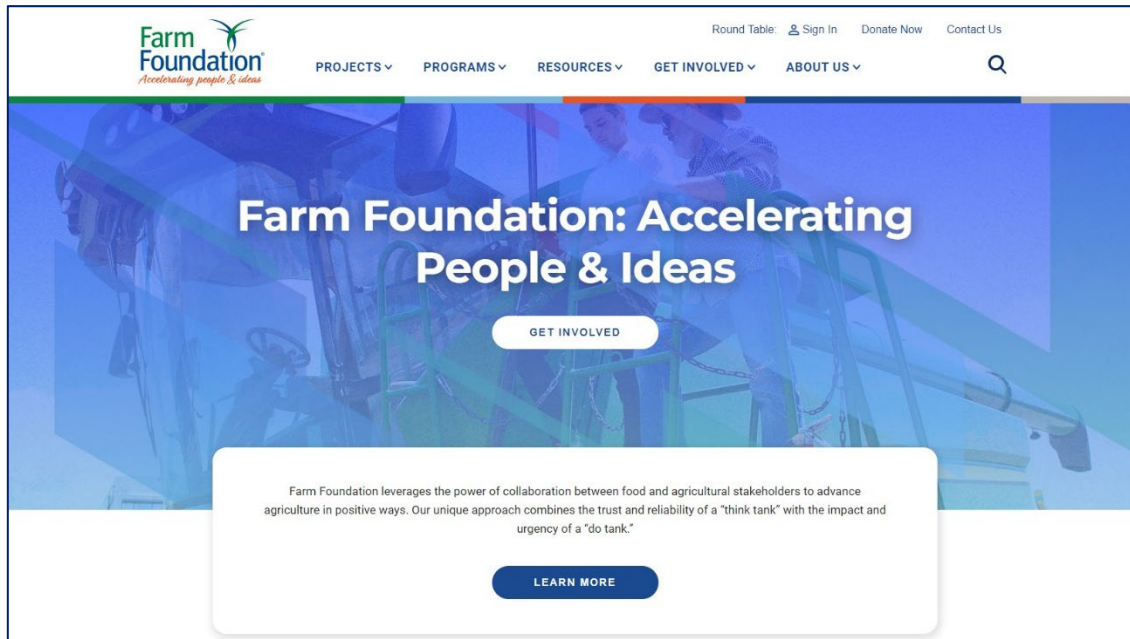 Farm
Foundation®
Accelerating people & ideas
Round Table: Sign In Donate Now Contact Us
PROJECTS PROGRAMS RESOURCES GET INVOLVED ABOUT US
Farm Foundation: Accelerating
People & Ideas
GET INVOLVED
Farm Foundation leverages the power of collaboration between food and agricultural stakeholders to advance
agriculture in positive ways. Our unique approach combines the trust and reliability of a “think tank” with the impact and
urgency of a “do tank.”
LEARN MORE